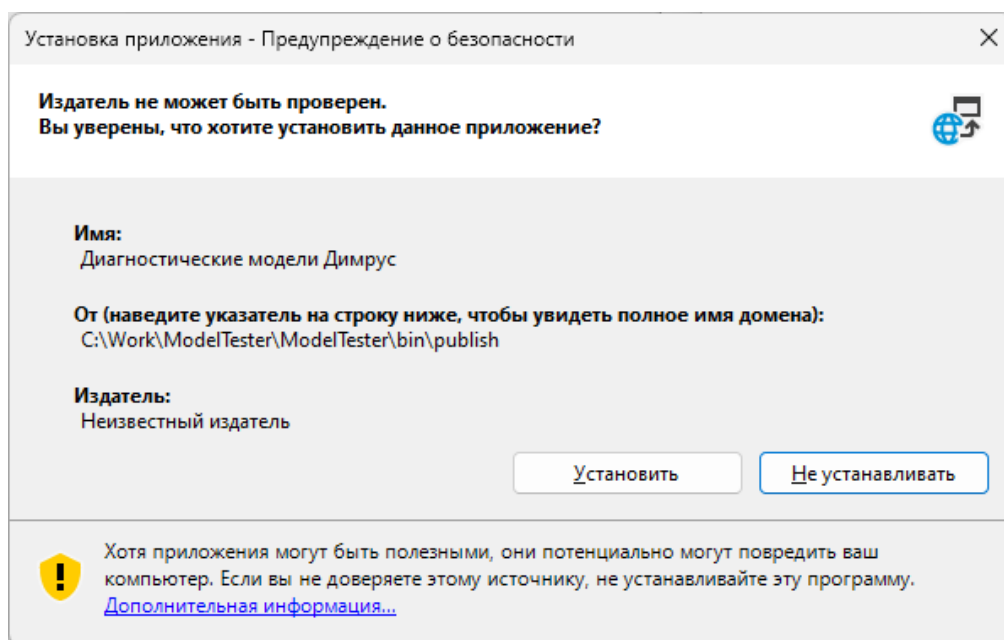 Установка приложения - Предупреждение о безопасности
Издатель не может быть проверен.
Вы уверены, что хотите установить данное приложение?
Имя:
Диагностические модели Димрус
От (наведите указатель на строку ниже, чтобы увидеть полное имя домена):
C:\Work\ModelTester\ModelTester\bin\publish
Издатель:
Неизвестный издатель
Установить
Не устанавливать
Хотя приложения могут быть полезными, они потенциально могут повредить ваш
компьютер. Если вы не доверяете этому источнику, не устанавливайте эту программу.
Дополнительная информация...